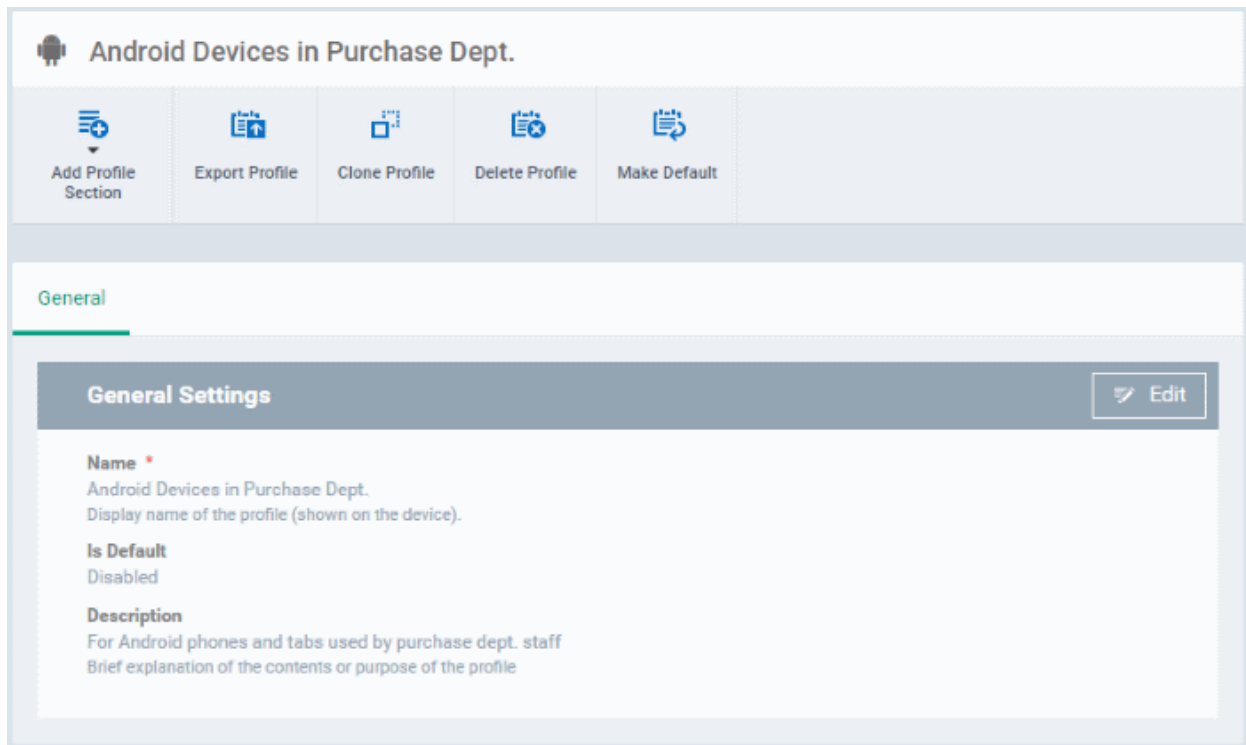 Android Devices in Purchase Dept.
Add Profile
Section
Export Profile
Clone Profile
Delete Profile
Make Default
General
General Settings
Edit
Name *
Android Devices in Purchase Dept.
Display name of the profile (shown on the device).
Is Default
Disabled
Description
For Android phones and tabs used by purchase dept. staff
Brief explanation of the contents or purpose of the profile